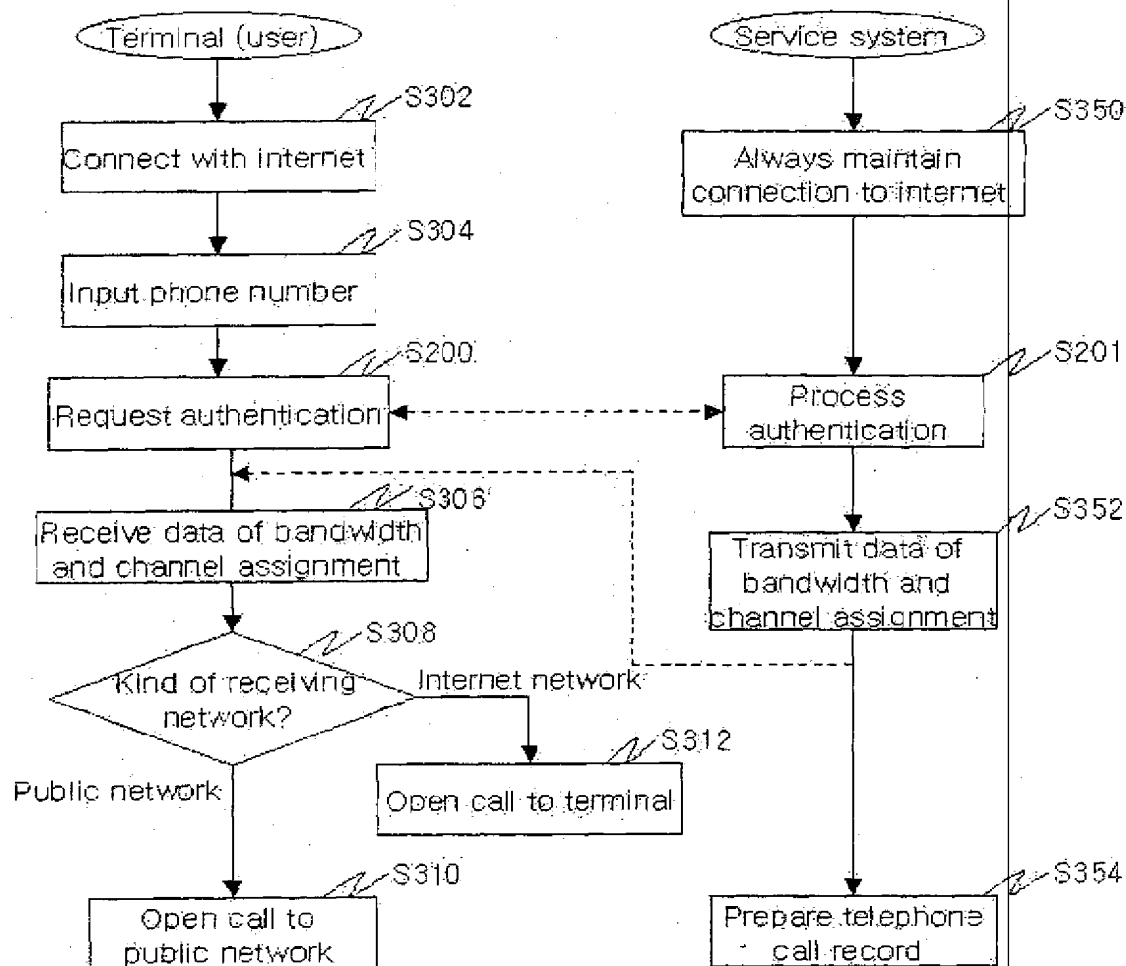 Terminal (user)
S302
Connect with internet
S304
Input phone number
S200
Request authentication
S306
Receive data of bandwidth
and channel assignment
S308
Kind of receiving
network?
Internet network
S312
Open call to terminal
Public network
S310
Open call to
public network
Service system
S350
Always maintain
connection to internet
S201
Process
authentication
S352
Transmit data of
bandwidth and
channel assignment
S354
Prepare telephone
call record